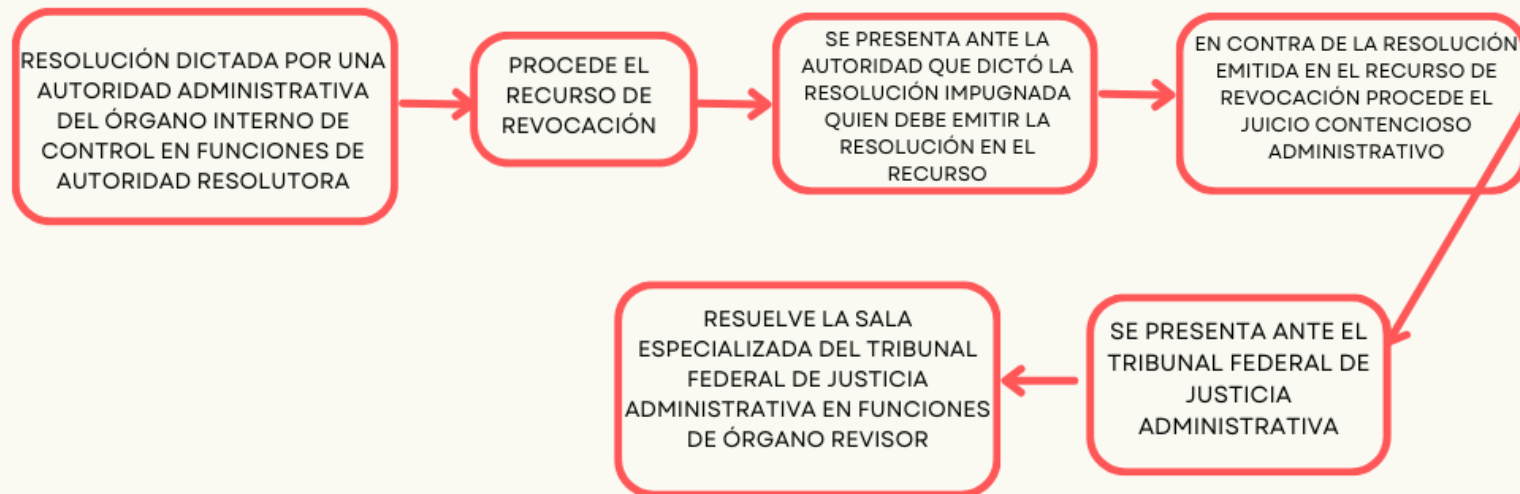 RESOLUCIÓN DICTADA POR UNA
AUTORIDAD ADMINISTRATIVA
DEL ÓRGANO INTERNO DE
CONTROL EN FUNCIONES DE
AUTORIDAD RESOLUTORA
PROCEDE EL
RECURSO DE
REVOCACIÓN
SE PRESENTA ANTE LA
AUTORIDAD QUE DICTÓ LA
RESOLUCIÓN IMPUGNADA
QUIEN DEBE EMITIR LA
RESOLUCIÓN EN EL
RECURSO
EN CONTRA DE LA RESOLUCIÓN
EMITIDA EN EL RECURSO DE
REVOCACIÓN PROCEDE EL
JUICIO CONTENCIOSO
ADMINISTRATIVO
SE PRESENTA ANTE EL
TRIBUNAL FEDERAL DE
JUSTICIA
ADMINISTRATIVA
RESUELVE LA SALA
ESPECIALIZADA DEL TRIBUNAL
FEDERAL DE JUSTICIA
ADMINISTRATIVA EN FUNCIONES
DE ÓRGANO REVISOR